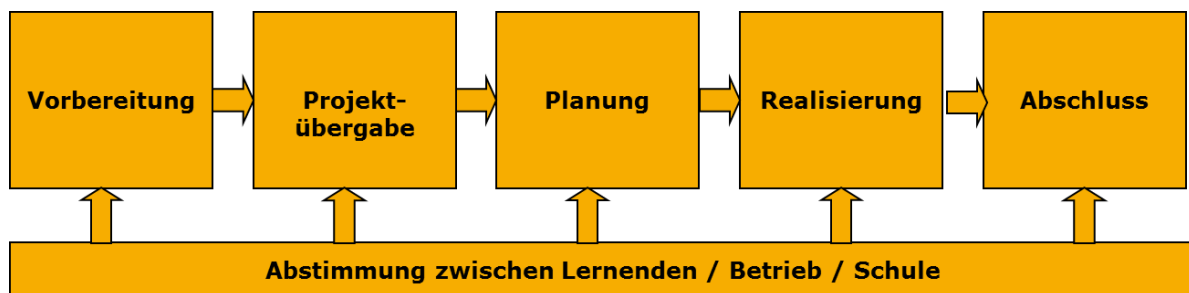 Vorbereitung
Projekt-
übergabe
Planung
Realisierung
Abschluss
Abstimmung zwischen Lernenden / Betrieb / Schule